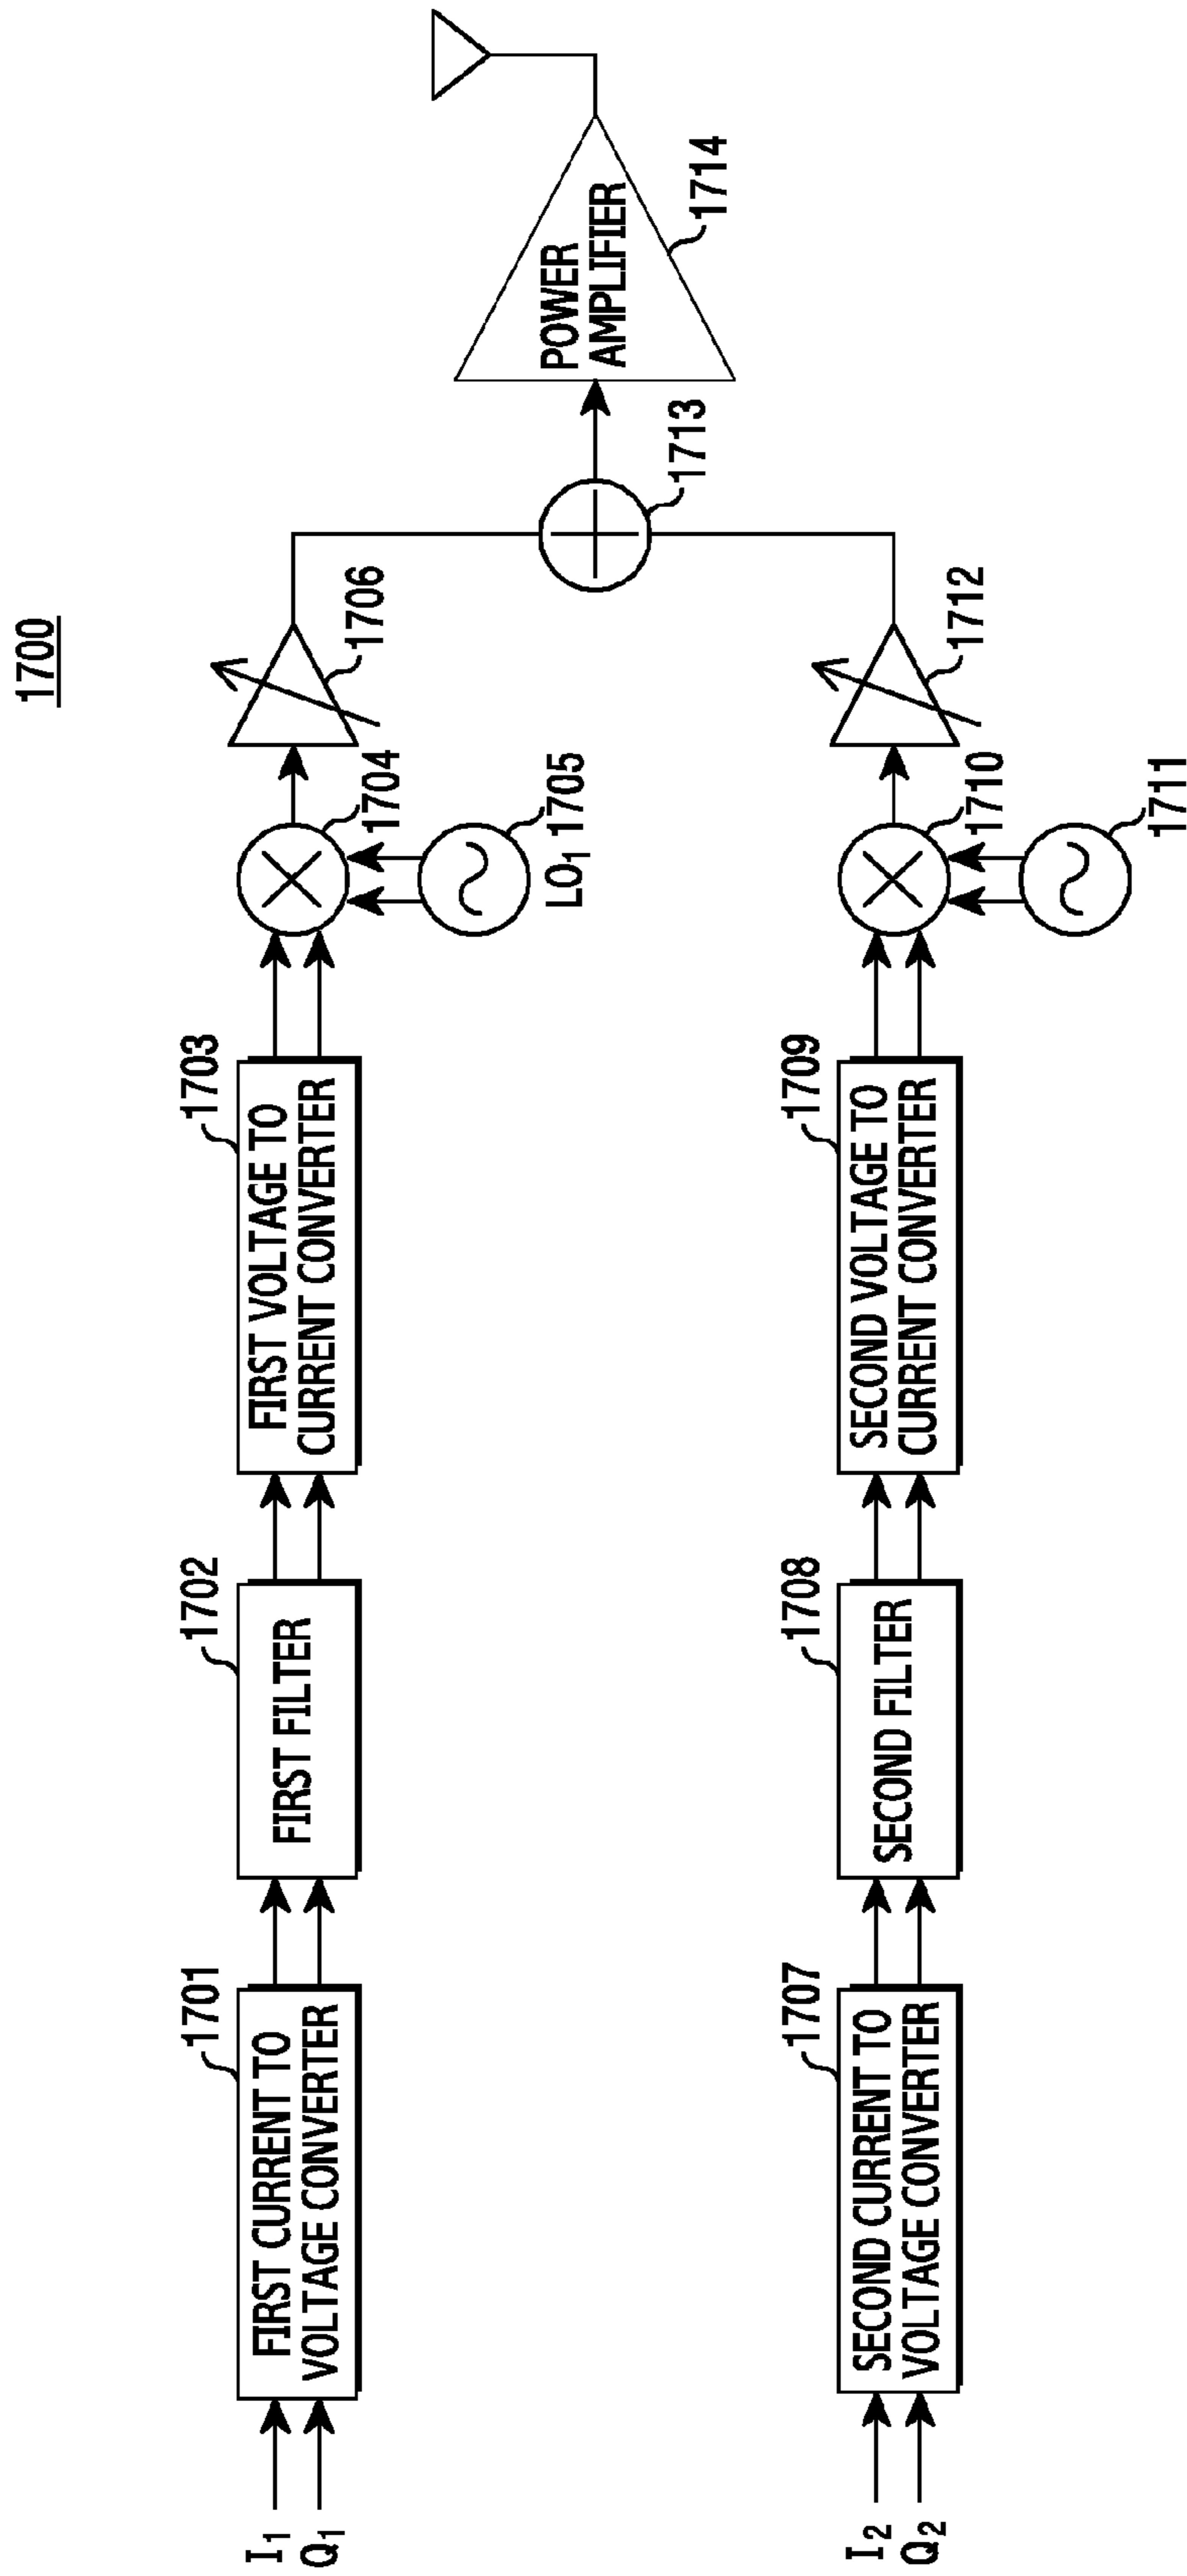 1700
I1
Q1
FIRST CURRENT TO
VOLTAGE CONVERTER
1701
FIRST FILTER
1702
FIRST VOLTAGE TO
CURRENT CONVERTER
1703
1704
LO1 1705
1706
I2
Q2
SECOND CURRENT TO
VOLTAGE CONVERTER
1707
SECOND FILTER
1708
SECOND VOLTAGE TO
CURRENT CONVERTER
1709
1710
1711
1712
1713
POWER
AMPLIFIER
1714